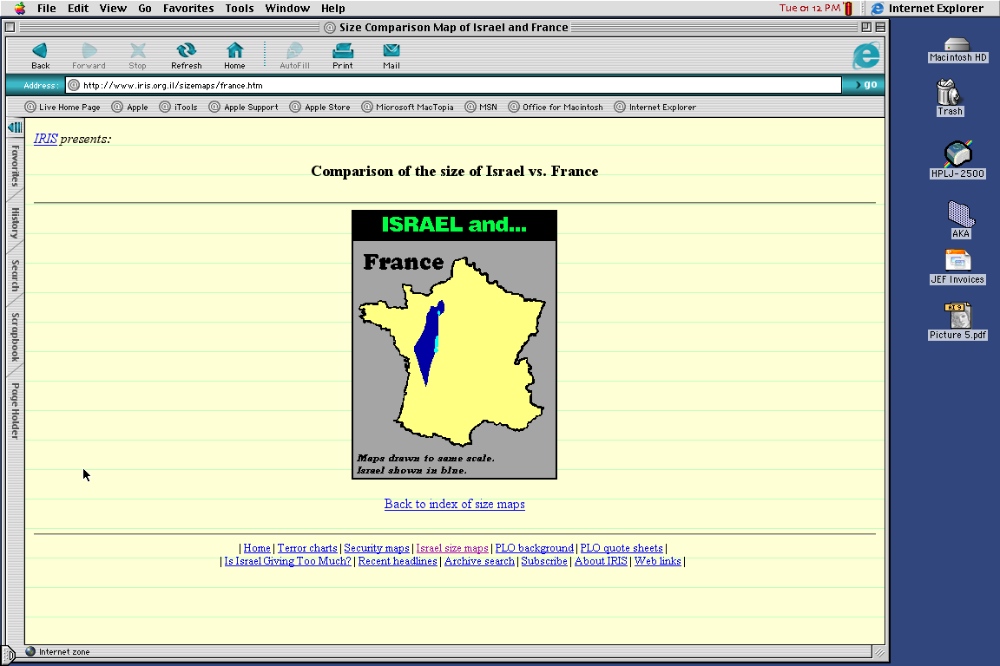 File Edit View Go Favorites Tools Window Help
Tue 01 12 PM
Internet Explorer
Size Comparison Map of Israel and France
Back Forward Stop Refresh Home AutoFill Print Mail
Address: http://www.iris.org.il/sizemaps/france.htm go
Live Home Page Apple iTools Apple Support Apple Store Microsoft MacTopia MSN Office for Macintosh Internet Explorer
Favorites
History
Search
Scrapbook
Page Holder
IRIS presents:
Comparison of the size of Israel vs. France
ISRAEL and...
France
Maps drawn to same scale.
Israel shown in blue.
Back to index of size maps
| Home | Terror charts | Security maps | Israel size maps | PLO background | PLO quote sheets |
| Is Israel Giving Too Much? | Recent headlines | Archive search | Subscribe | About IRIS | Web links |
Internet zone
Macintosh HD
Trash
HPLJ-2500
AKA
JEF Invoices
AI 9
Picture 5.pdf